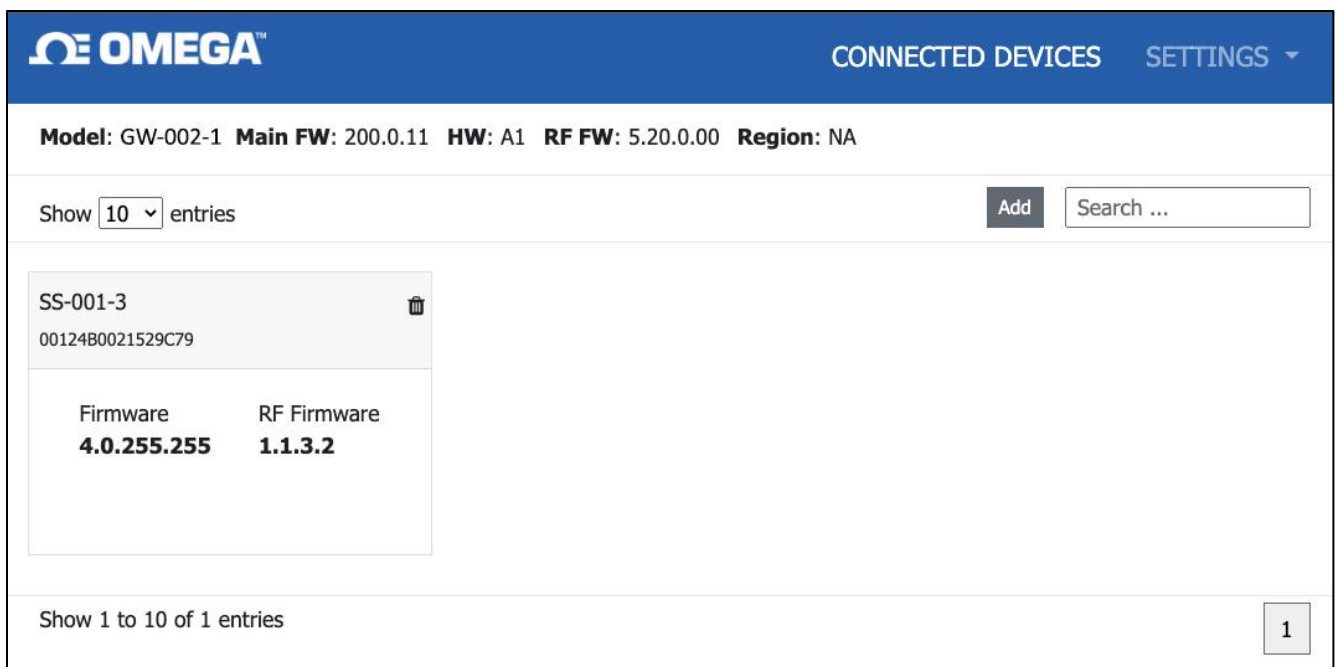 ΩE OMEGA™
CONNECTED DEVICES SETTINGS
Model: GW-002-1 Main FW: 200.0.11 HW: A1 RF FW: 5.20.0.00 Region: NA
Show 10 entries Add Search ...
SS-001-3
00124B0021529C79
Firmware RF Firmware
4.0.255.255 1.1.3.2
Show 1 to 10 of 1 entries 1